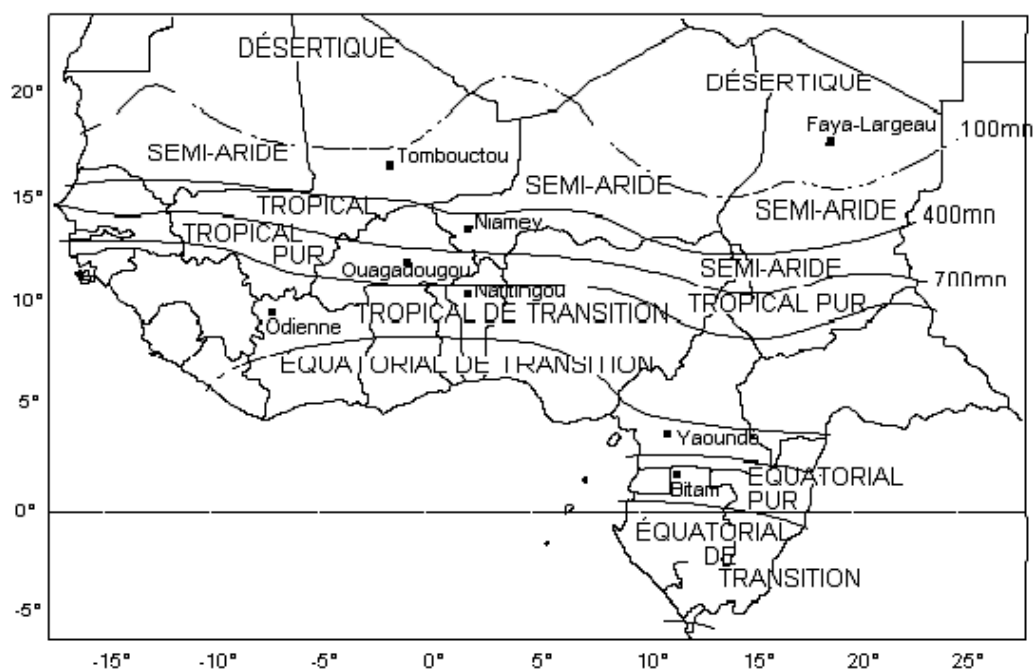 DÉSERTIQUE
DÉSERTIQUE
20°
Faya-Largeau
100mn
SEMI-ARIDE
Tombouctou
SEMI-ARIDE
15°
TROPICAL
SEMI-ARIDE
400mn
Niamey
TROPICAL
PUR
SEMI-ARIDE
Ouagadougou
700mn
10°
Natitingou
TROPICAL PUR
Odienne
TROPICAL DE TRANSITION
EQUATORIAL DE TRANSITION
5°
Yaounde
Bitam
EQUATORIAL
PUR
0°
ÉQUATORIAL
DE
TRANSITION
-5°
-15° -10° -5° 0° 5° 10° 15° 20° 25°